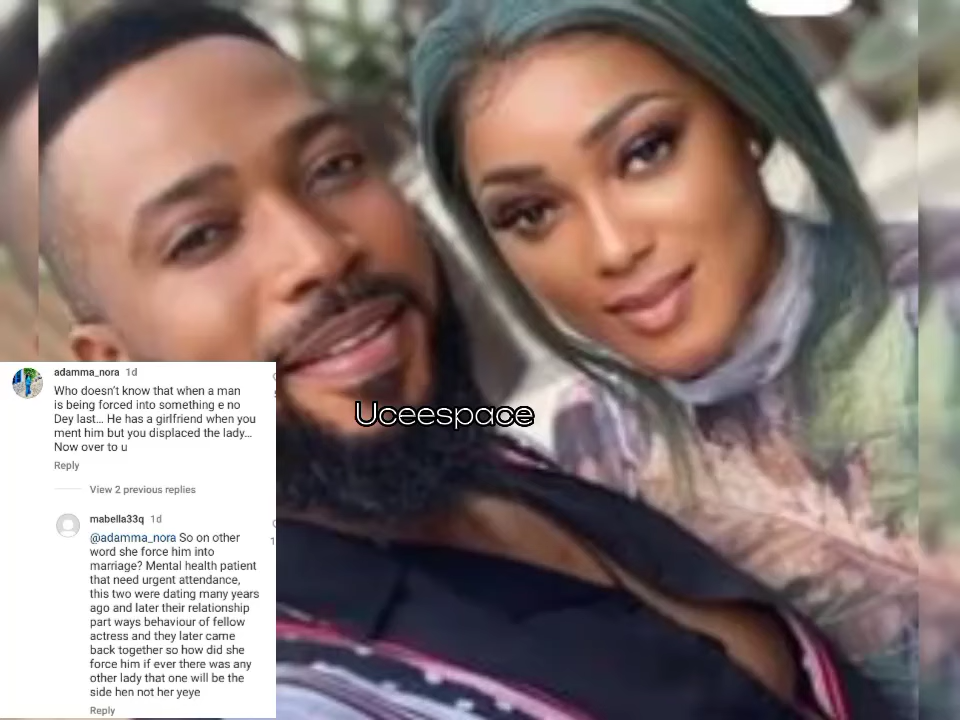 adamma_nora 1d
Who doesn't know that when a man
is being forced into something e no
Dey last... He has a girlfriend when you
ment him but you displaced the lady...
Now over to u
Reply
View 2 previous replies
mabella33q 1d
@adamma_nora So on other
word she force him into
marriage? Mental health patient
that need urgent attendance,
this two were dating many years
ago and later their relationship
part ways behaviour of fellow
actress and they later came
back together so how did she
force him if ever there was any
other lady that one will be the
side hen not her yeye
Reply
Uceespace